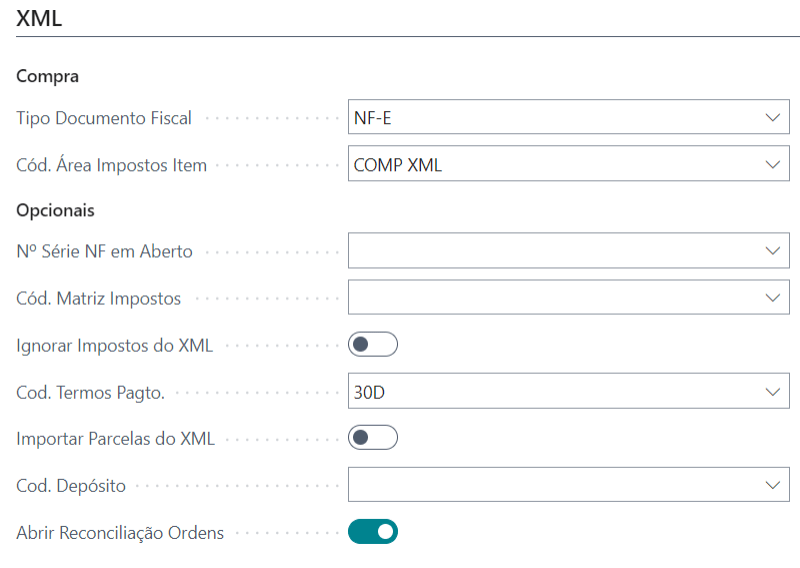 XML
Compra
Tipo Documento Fiscal NF-E
Cód. Área Impostos Item COMP XML
Opcionais
Nº Série NF em Aberto
Cód. Matriz Impostos
Ignorar Impostos do XML
Cod. Termos Pagto. 30D
Importar Parcelas do XML
Cod. Depósito
Abrir Reconciliação Ordens